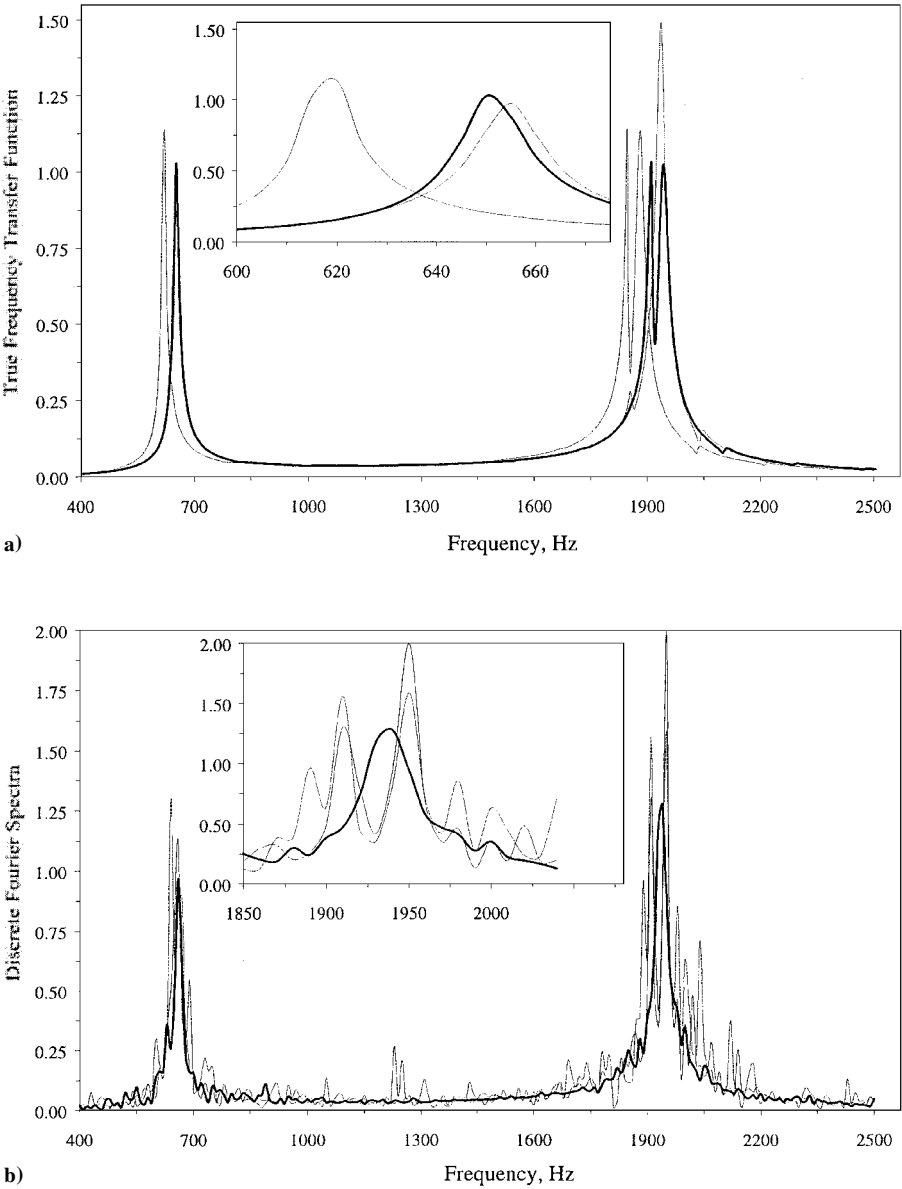 1.50
1.25
1.00
0.75
0.50
0.25
0.00
True Frequency Transfer Function
1.50
1.00
0.50
0.00
600 620 640 660
400 700 1000 1300 1600 1900 2200 2500
Frequency, Hz
a)
2.00
1.75
1.50
1.25
1.00
0.75
0.50
0.25
0.00
Discrete Fourier Spectra
2.00
1.50
1.00
0.50
0.00
1850 1900 1950 2000
400 700 1000 1300 1600 1900 2200 2500
Frequency, Hz
b)